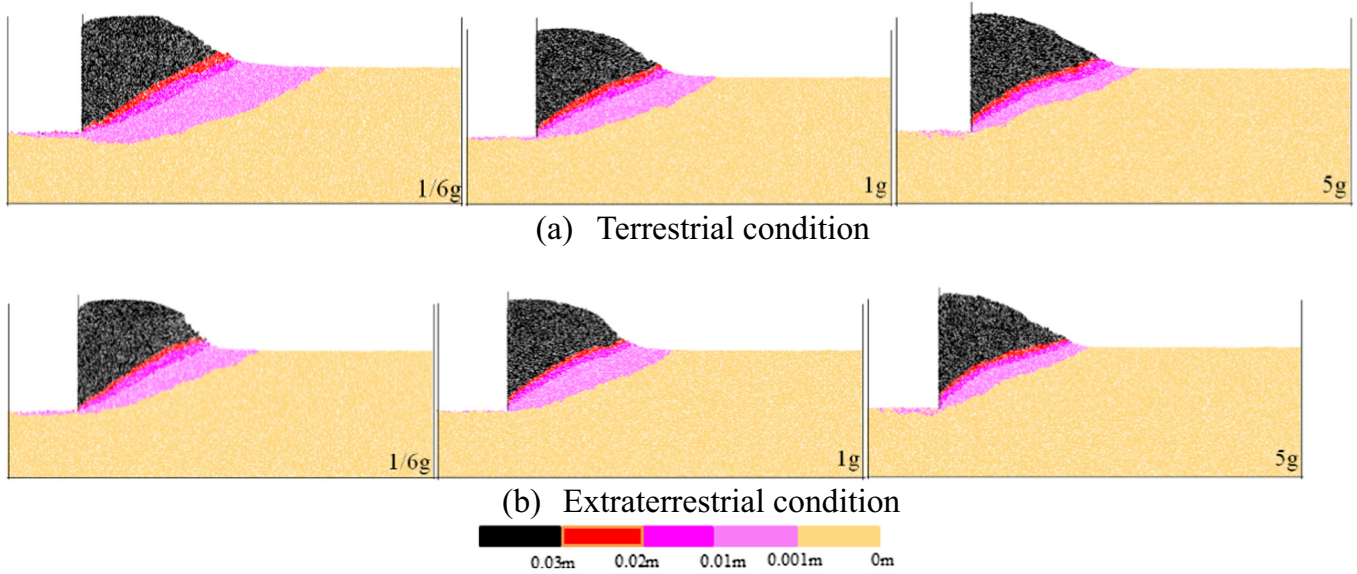 1/6g 1g 5g
(a) Terrestrial condition
1/6g 1g 5g
(b) Extraterrestrial condition
0.03m 0.02m 0.01m 0.001m 0m